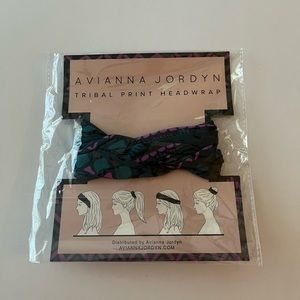 AVIANNA JORDYN
TRIBAL PRINT HEADWRAP
Distributed by Avianna Jordyn
AVIANNAJORDYN.COM